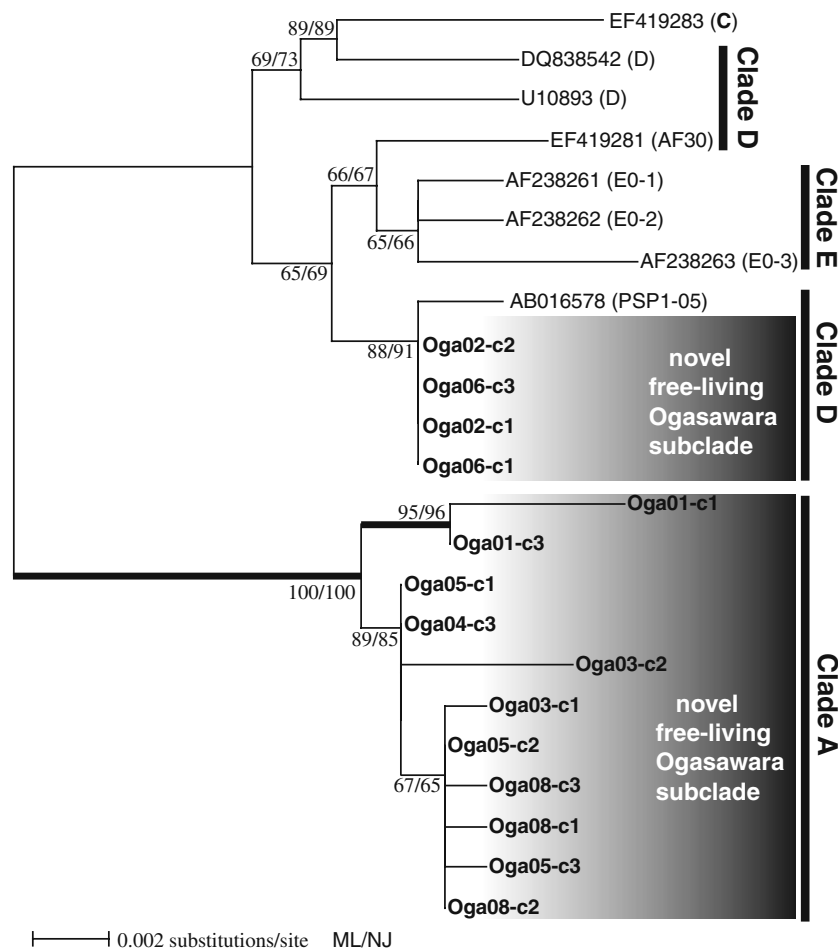 89/89
EF419283 (C)
69/73
DQ838542 (D)
U10893 (D)
Clade D
EF419281 (AF30)
66/67
AF238261 (E0-1)
AF238262 (E0-2)
65/66
AF238263 (E0-3)
Clade E
65/69
AB016578 (PSP1-05)
88/91
Oga02-c2
Oga06-c3
Oga02-c1
Oga06-c1
novel
free-living
Ogasawara
subclade
Clade D
95/96
Oga01-c1
Oga01-c3
100/100
Oga05-c1
Oga04-c3
89/85
Oga03-c2
Oga03-c1
Oga05-c2
67/65
Oga08-c3
Oga08-c1
Oga05-c3
Oga08-c2
novel
free-living
Ogasawara
subclade
Clade A
0.002 substitutions/site ML/NJ